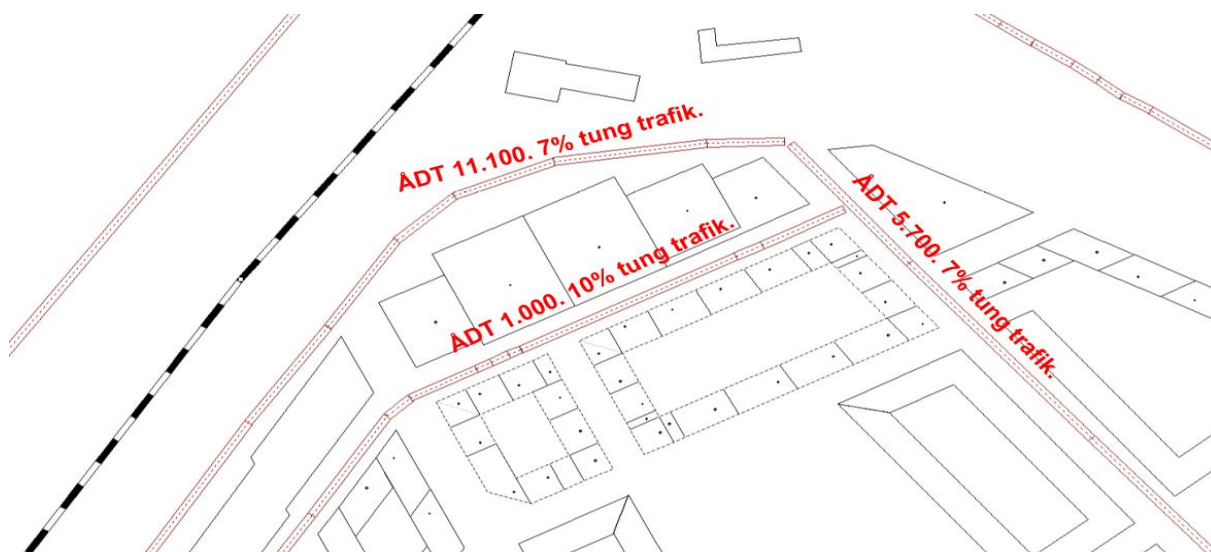 ÅDT 11.100. 7% tung trafik.
ÅDT 1.000. 10% tung trafik.
ÅDT 5.700. 7% tung trafik.